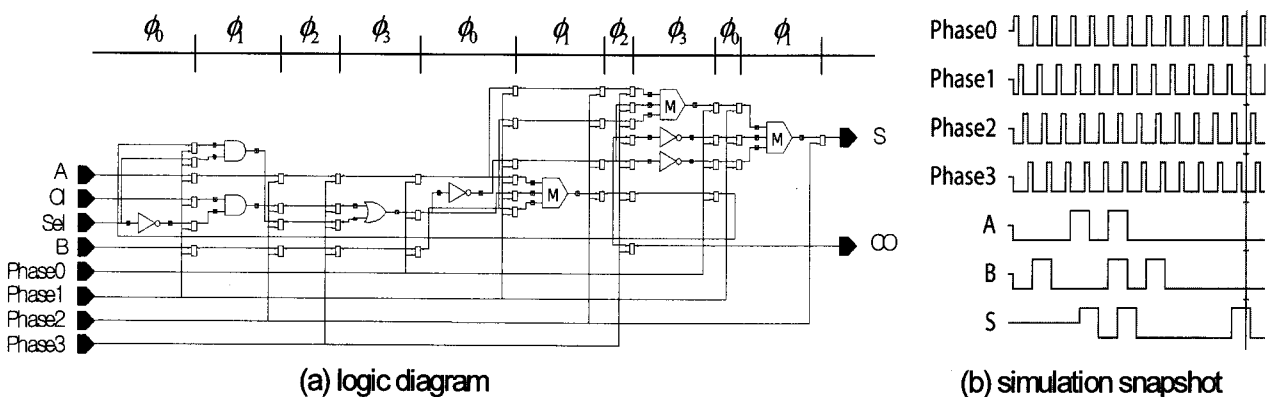 ϕ0 ϕ1 ϕ2 ϕ3 ϕ0 ϕ1 ϕ2 ϕ3 ϕ0 ϕ1
M
M
M
A
CI
Sel
B
Phase0
Phase1
Phase2
Phase3
S
CO
(a) logic diagram
Phase0
Phase1
Phase2
Phase3
A
B
S
(b) simulation snapshot